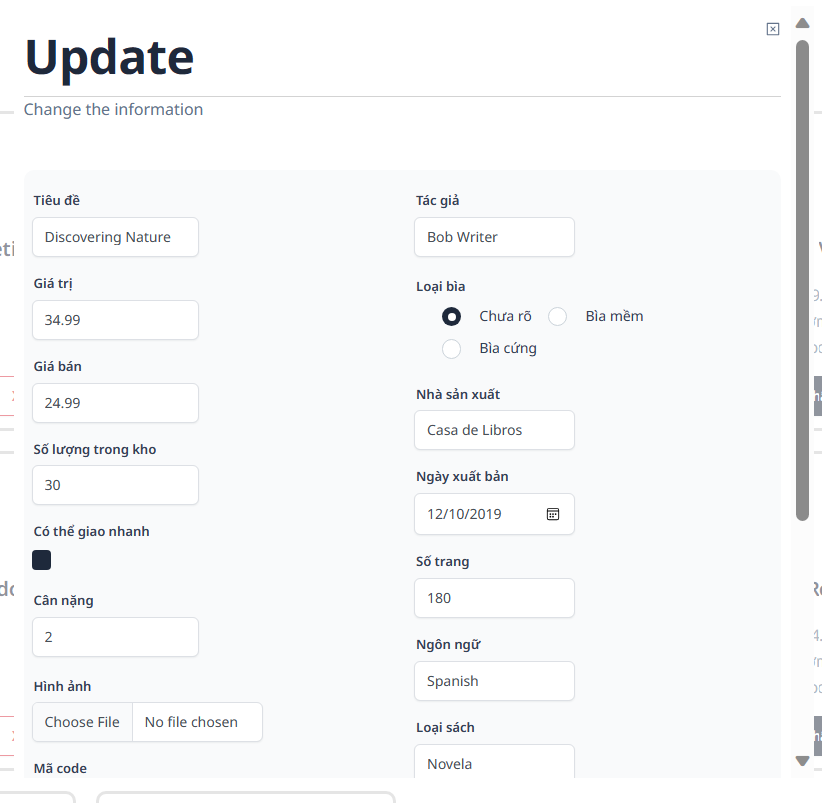 Update
Change the information
Tiêu đề
Discovering Nature
Giá trị
34.99
Giá bán
24.99
Số lượng trong kho
30
Có thể giao nhanh
Cân nặng
2
Hình ảnh
Choose File No file chosen
Mã code
Tác giả
Bob Writer
Loại bìa
Chưa rõ Bìa mềm
Bìa cứng
Nhà sản xuất
Casa de Libros
Ngày xuất bản
12/10/2019
Số trang
180
Ngôn ngữ
Spanish
Loại sách
Novela